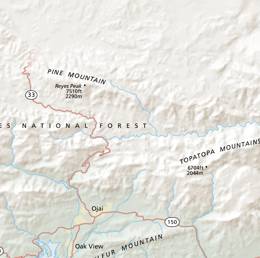 PINE MOUNTAIN
Reyes Peak
7510ft
2290m
33
ES NATIONAL FOREST
TOPATOPA MOUNTAINS
6704ft
2044m
Ojai
150
Oak View
LFUR MOUNTAIN